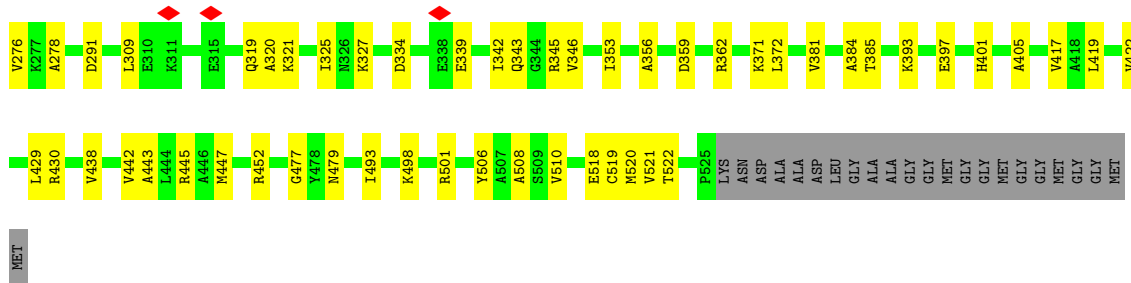 V276 K277 A278 D291 L309 E310 K311 E315 Q319 A320 K321 I325 N326 K327 D334 E338 E339 I342 Q343 G344 R345 V346 I353 A356 D359 R362 K371 L372 V381 A384 T385 K393 E397 H401 A405 V417 A418 L419
L429 R430 V438 V442 A443 L444 R445 A446 M447 R452 G477 Y478 N479 I493 K498 R501 Y506 A507 A508 S509 V510 E518 C519 M520 V521 T522 P525 LYS ASN ASP ALA ALA ASP LEU GLY ALA ALA GLY GLY MET GLY GLY MET GLY GLY MET GLY GLY MET
MET